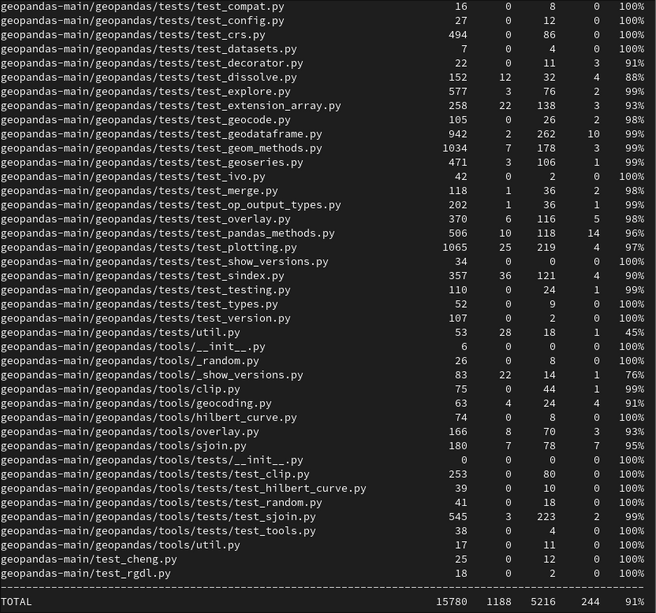 geopandas-main/geopandas/tests/test_compat.py 16 0 8 0 100%
geopandas-main/geopandas/tests/test_config.py 27 0 12 0 100%
geopandas-main/geopandas/tests/test_crs.py 494 0 86 0 100%
geopandas-main/geopandas/tests/test_datasets.py 7 0 4 0 100%
geopandas-main/geopandas/tests/test_decorator.py 22 0 11 3 91%
geopandas-main/geopandas/tests/test_dissolve.py 152 12 32 4 88%
geopandas-main/geopandas/tests/test_explore.py 577 3 76 2 99%
geopandas-main/geopandas/tests/test_extension_array.py 258 22 138 3 93%
geopandas-main/geopandas/tests/test_geocode.py 105 0 26 2 98%
geopandas-main/geopandas/tests/test_geodataframe.py 942 2 262 10 99%
geopandas-main/geopandas/tests/test_geom_methods.py 1034 7 178 3 99%
geopandas-main/geopandas/tests/test_geoseries.py 471 3 106 1 99%
geopandas-main/geopandas/tests/test_ivo.py 42 0 2 0 100%
geopandas-main/geopandas/tests/test_merge.py 118 1 36 2 98%
geopandas-main/geopandas/tests/test_op_output_types.py 202 1 36 1 99%
geopandas-main/geopandas/tests/test_overlay.py 370 6 116 5 98%
geopandas-main/geopandas/tests/test_pandas_methods.py 506 10 118 14 96%
geopandas-main/geopandas/tests/test_plotting.py 1065 25 219 4 97%
geopandas-main/geopandas/tests/test_show_versions.py 34 0 0 0 100%
geopandas-main/geopandas/tests/test_sindex.py 357 36 121 4 90%
geopandas-main/geopandas/tests/test_testing.py 110 0 24 1 99%
geopandas-main/geopandas/tests/test_types.py 52 0 9 0 100%
geopandas-main/geopandas/tests/test_version.py 107 0 2 0 100%
geopandas-main/geopandas/tests/util.py 53 28 18 1 45%
geopandas-main/geopandas/tools/__init__.py 6 0 0 0 100%
geopandas-main/geopandas/tools/_random.py 26 0 8 0 100%
geopandas-main/geopandas/tools/_show_versions.py 83 22 14 1 76%
geopandas-main/geopandas/tools/clip.py 75 0 44 1 99%
geopandas-main/geopandas/tools/geocoding.py 63 4 24 4 91%
geopandas-main/geopandas/tools/hilbert_curve.py 74 0 8 0 100%
geopandas-main/geopandas/tools/overlay.py 166 8 70 3 93%
geopandas-main/geopandas/tools/sjoin.py 180 7 78 7 95%
geopandas-main/geopandas/tools/tests/__init__.py 0 0 0 0 100%
geopandas-main/geopandas/tools/tests/test_clip.py 253 0 80 0 100%
geopandas-main/geopandas/tools/tests/test_hilbert_curve.py 39 0 10 0 100%
geopandas-main/geopandas/tools/tests/test_random.py 41 0 18 0 100%
geopandas-main/geopandas/tools/tests/test_sjoin.py 545 3 223 2 99%
geopandas-main/geopandas/tools/tests/test_tools.py 38 0 4 0 100%
geopandas-main/geopandas/tools/util.py 17 0 11 0 100%
geopandas-main/test_cheng.py 25 0 12 0 100%
geopandas-main/test_rgdl.py 18 0 2 0 100%
TOTAL 15780 1188 5216 244 91%